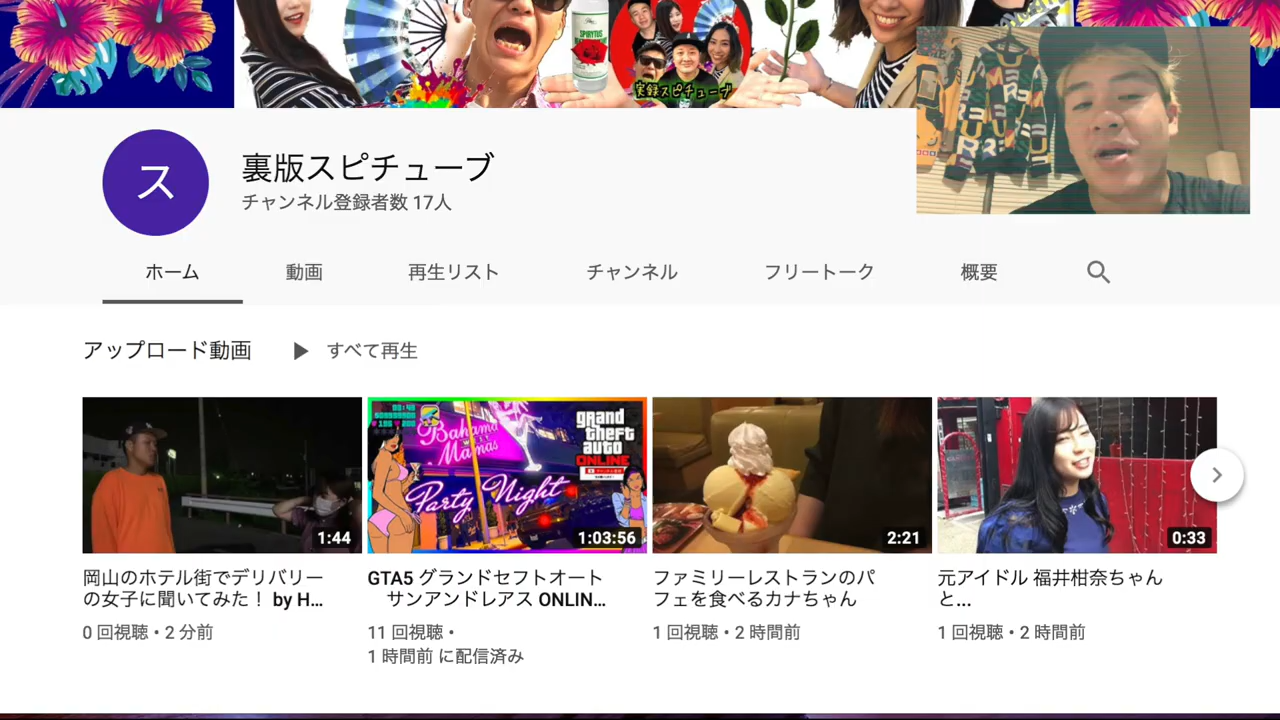 SPIRYTUS
実録スピチューブ
ス
裏版スピチューブ
チャンネル登録者数 17人
ホーム
動画
再生リスト
チャンネル
フリートーク
概要
アップロード動画
すべて再生
1:44
Bahama
Mamas
Party Night
grand
theft
auto
ONLINE
1:03:56
2:21
0:33
岡山のホテル街でデリバリー
の女子に聞いてみた！ by H...
0 回視聴・2 分前
GTA5 グランドセフトオート
サンアンドレアス ONLIN...
11 回視聴・
1 時間前 に配信済み
ファミリーレストランのパ
フェを食べるカナちゃん
1 回視聴・2 時間前
元アイドル 福井柑奈ちゃん
と...
1 回視聴・2 時間前